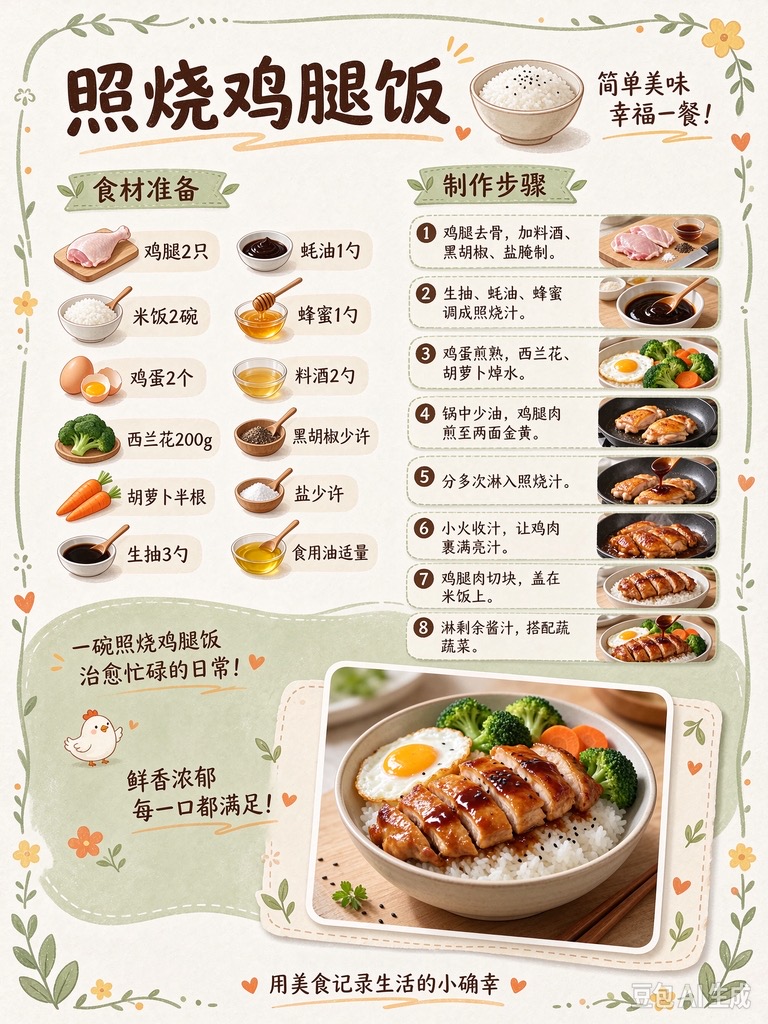 照烧鸡腿饭
简单美味
幸福一餐！
食材准备
鸡腿2只
蚝油1勺
米饭2碗
蜂蜜1勺
鸡蛋2个
料酒2勺
西兰花200g
黑胡椒少许
胡萝卜半根
盐少许
生抽3勺
食用油适量
制作步骤
1 鸡腿去骨，加料酒、
黑胡椒、盐腌制。
2 生抽、蚝油、蜂蜜
调成照烧汁。
3 鸡蛋煎熟，西兰花、
胡萝卜焯水。
4 锅中少油，鸡腿肉
煎至两面金黄。
5 分多次淋入照烧汁。
6 小火收汁，让鸡肉
裹满亮汁。
7 鸡腿肉切块，盖在
米饭上。
8 淋剩余酱汁，搭配蔬
蔬菜。
一碗照烧鸡腿饭
治愈忙碌的日常！
鲜香浓郁
每一口都满足！
用美食记录生活的小确幸
豆包AI生成